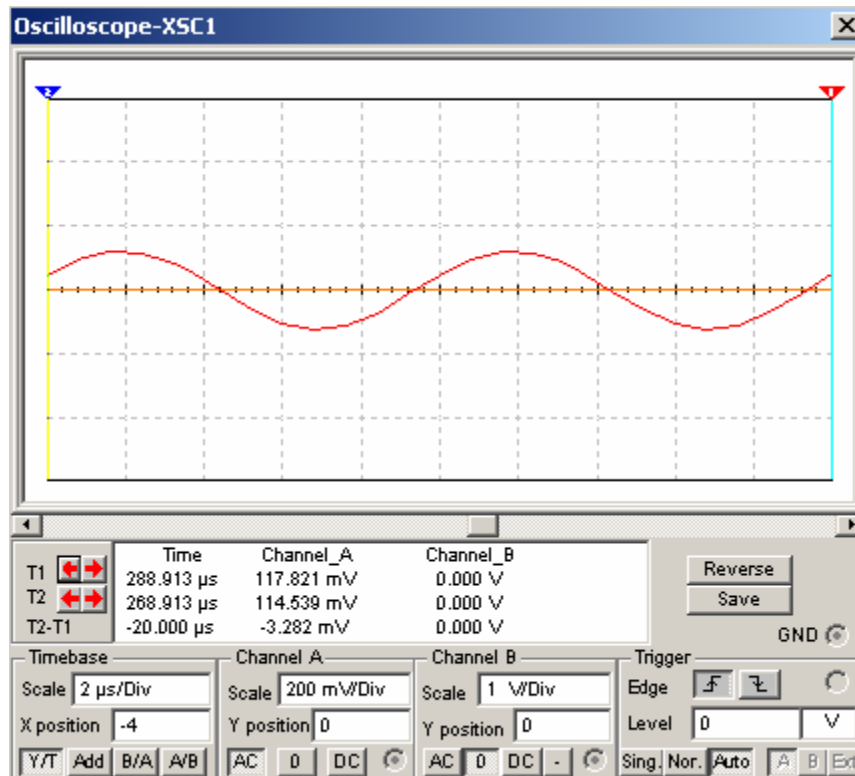 Oscilloscope-XSC1
2 1
Time Channel_A Channel_B
T1 288.913 µs 117.821 mV 0.000 V
T2 268.913 µs 114.539 mV 0.000 V
T2-T1 -20.000 µs -3.282 mV 0.000 V
Reverse
Save
GND
Timebase Channel A Channel B Trigger
Scale 2 µs/Div Scale 200 mV/Div Scale 1 V/Div Edge
X position -4 Y position 0 Y position 0 Level 0 V
Y/T Add B/A A/B AC 0 DC AC 0 DC - Sing. Nor. Auto A B Ext